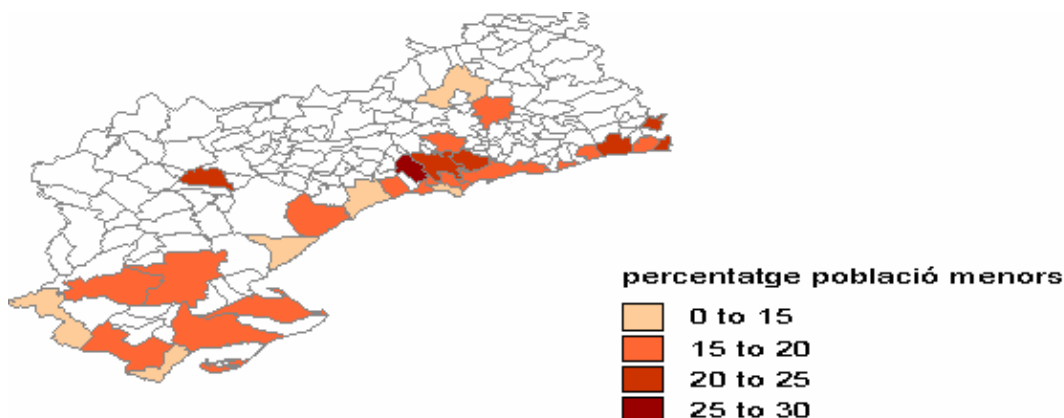 percentatge població menors
0 to 15
15 to 20
20 to 25
25 to 30